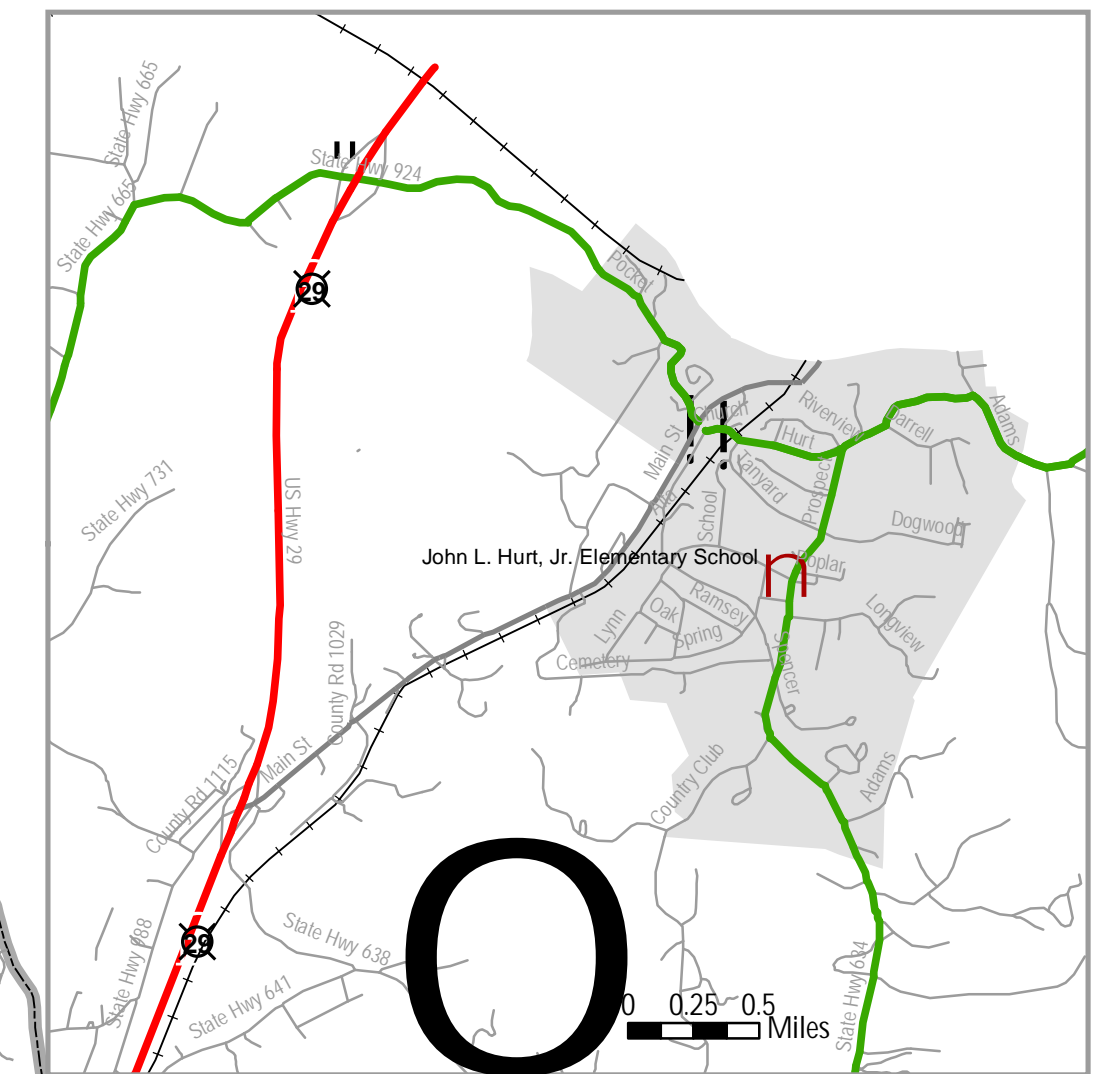 State Hwy 665
State Hwy 924
State Hwy 665
Pocket
29
Church
Riverview
Adams
Darrell
Hurt
Main St
Tanyard
Prospect
State Hwy 731
US Hwy 29
Alta
School
Dogwood
John L. Hurt, Jr. Elementary School
Poplar
Ramsey
Oak
Longview
Lynn
Spring
Cemetery
Spencer
County Rd 1029
Main St
County Rd 1115
Country Club
Adams
29
State Hwy 988
State Hwy 638
State Hwy 641
State Hwy 634
0 0.25 0.5
Miles